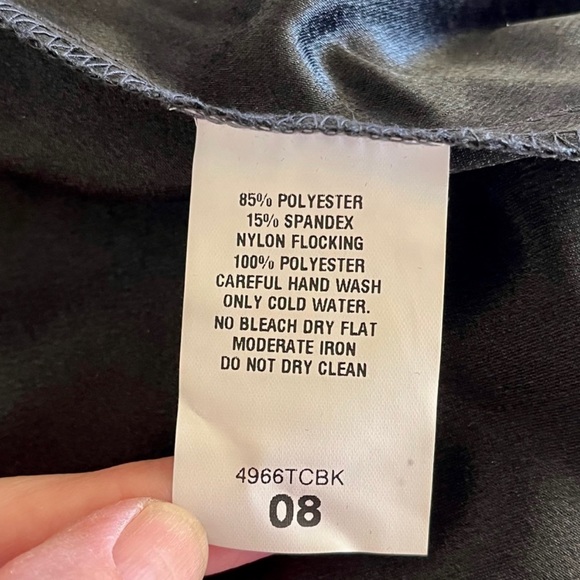 85% POLYESTER
15% SPANDEX
NYLON FLOCKING
100% POLYESTER
CAREFUL HAND WASH
ONLY COLD WATER.
NO BLEACH DRY FLAT
MODERATE IRON
DO NOT DRY CLEAN
4966TCBK
08